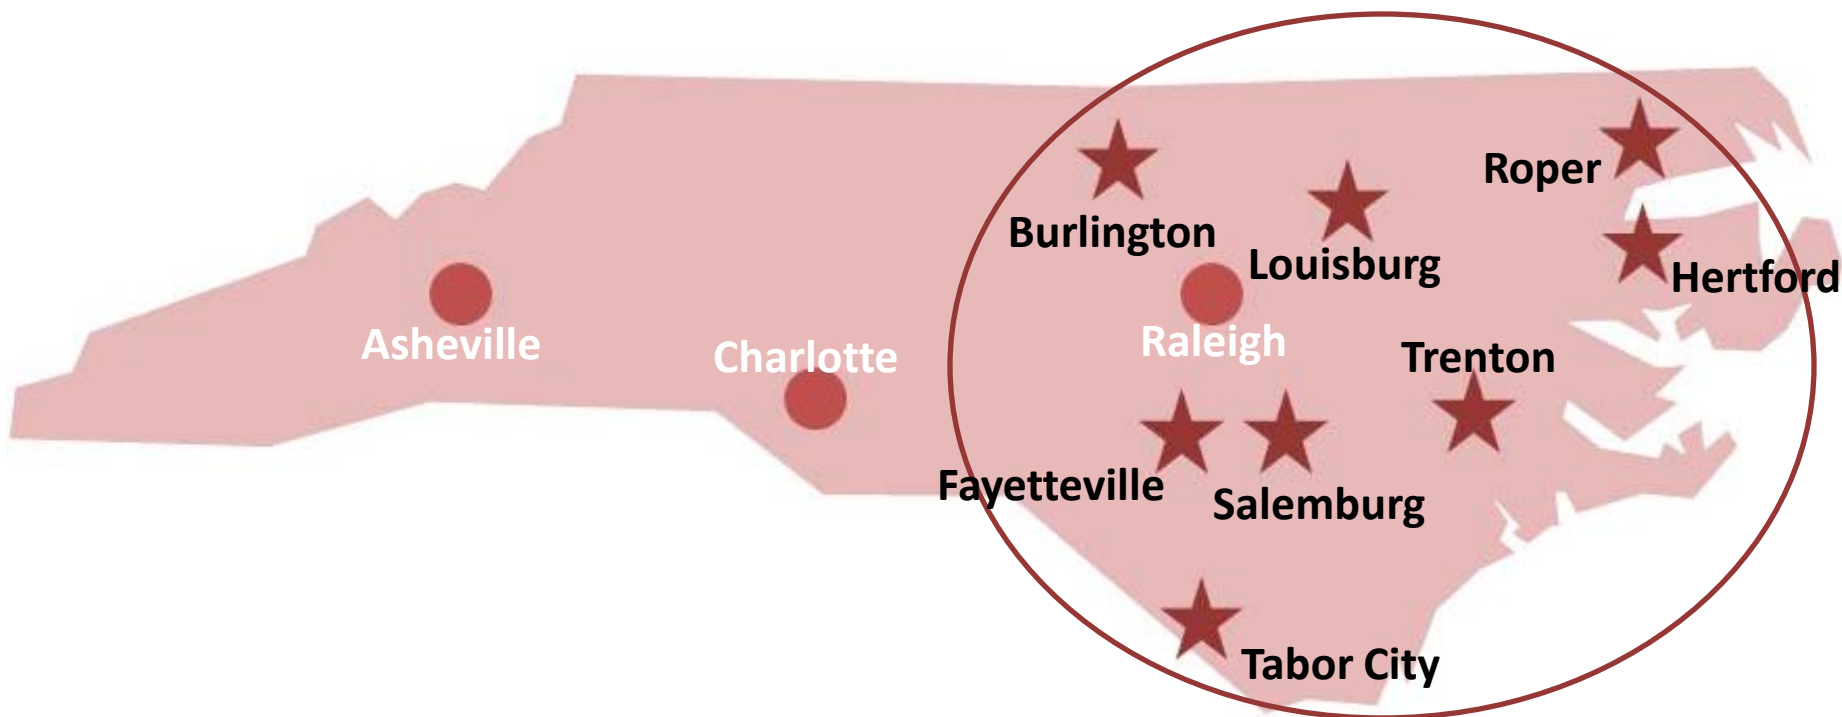 Roper
Burlington
Louisburg
Hertford
Asheville
Charlotte
Raleigh
Trenton
Fayetteville
Salemburg
Tabor City